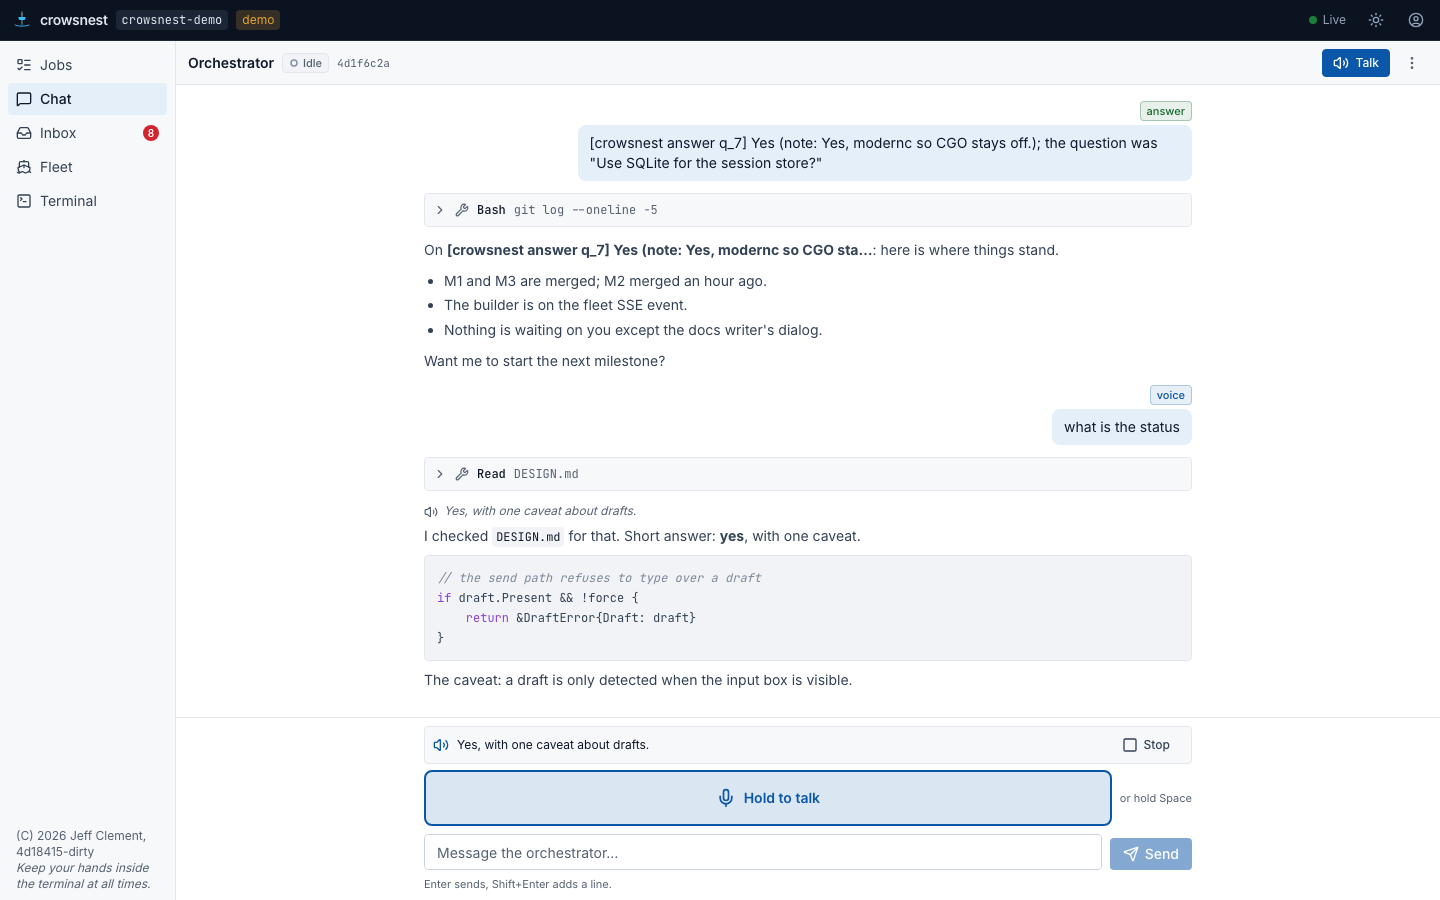 crowsnest crowsnest-demo demo
Live
Jobs
Chat
Inbox 8
Fleet
Terminal
(C) 2026 Jeff Clement,
4d18415-dirty
Keep your hands inside
the terminal at all times.
Orchestrator Idle 4d1f6c2a
Talk
answer
[crowsnest answer q_7] Yes (note: Yes, modernc so CGO stays off.); the question was
"Use SQLite for the session store?"
Bash git log --oneline -5
On [crowsnest answer q_7] Yes (note: Yes, modernc so CGO sta...: here is where things stand.
• M1 and M3 are merged; M2 merged an hour ago.
• The builder is on the fleet SSE event.
• Nothing is waiting on you except the docs writer's dialog.
Want me to start the next milestone?
voice
what is the status
Read DESIGN.md
Yes, with one caveat about drafts.
I checked DESIGN.md for that. Short answer: yes, with one caveat.
// the send path refuses to type over a draft
if draft.Present && !force {
    return &DraftError{Draft: draft}
}
The caveat: a draft is only detected when the input box is visible.
Yes, with one caveat about drafts.
Stop
Hold to talk
or hold Space
Message the orchestrator...
Send
Enter sends, Shift+Enter adds a line.